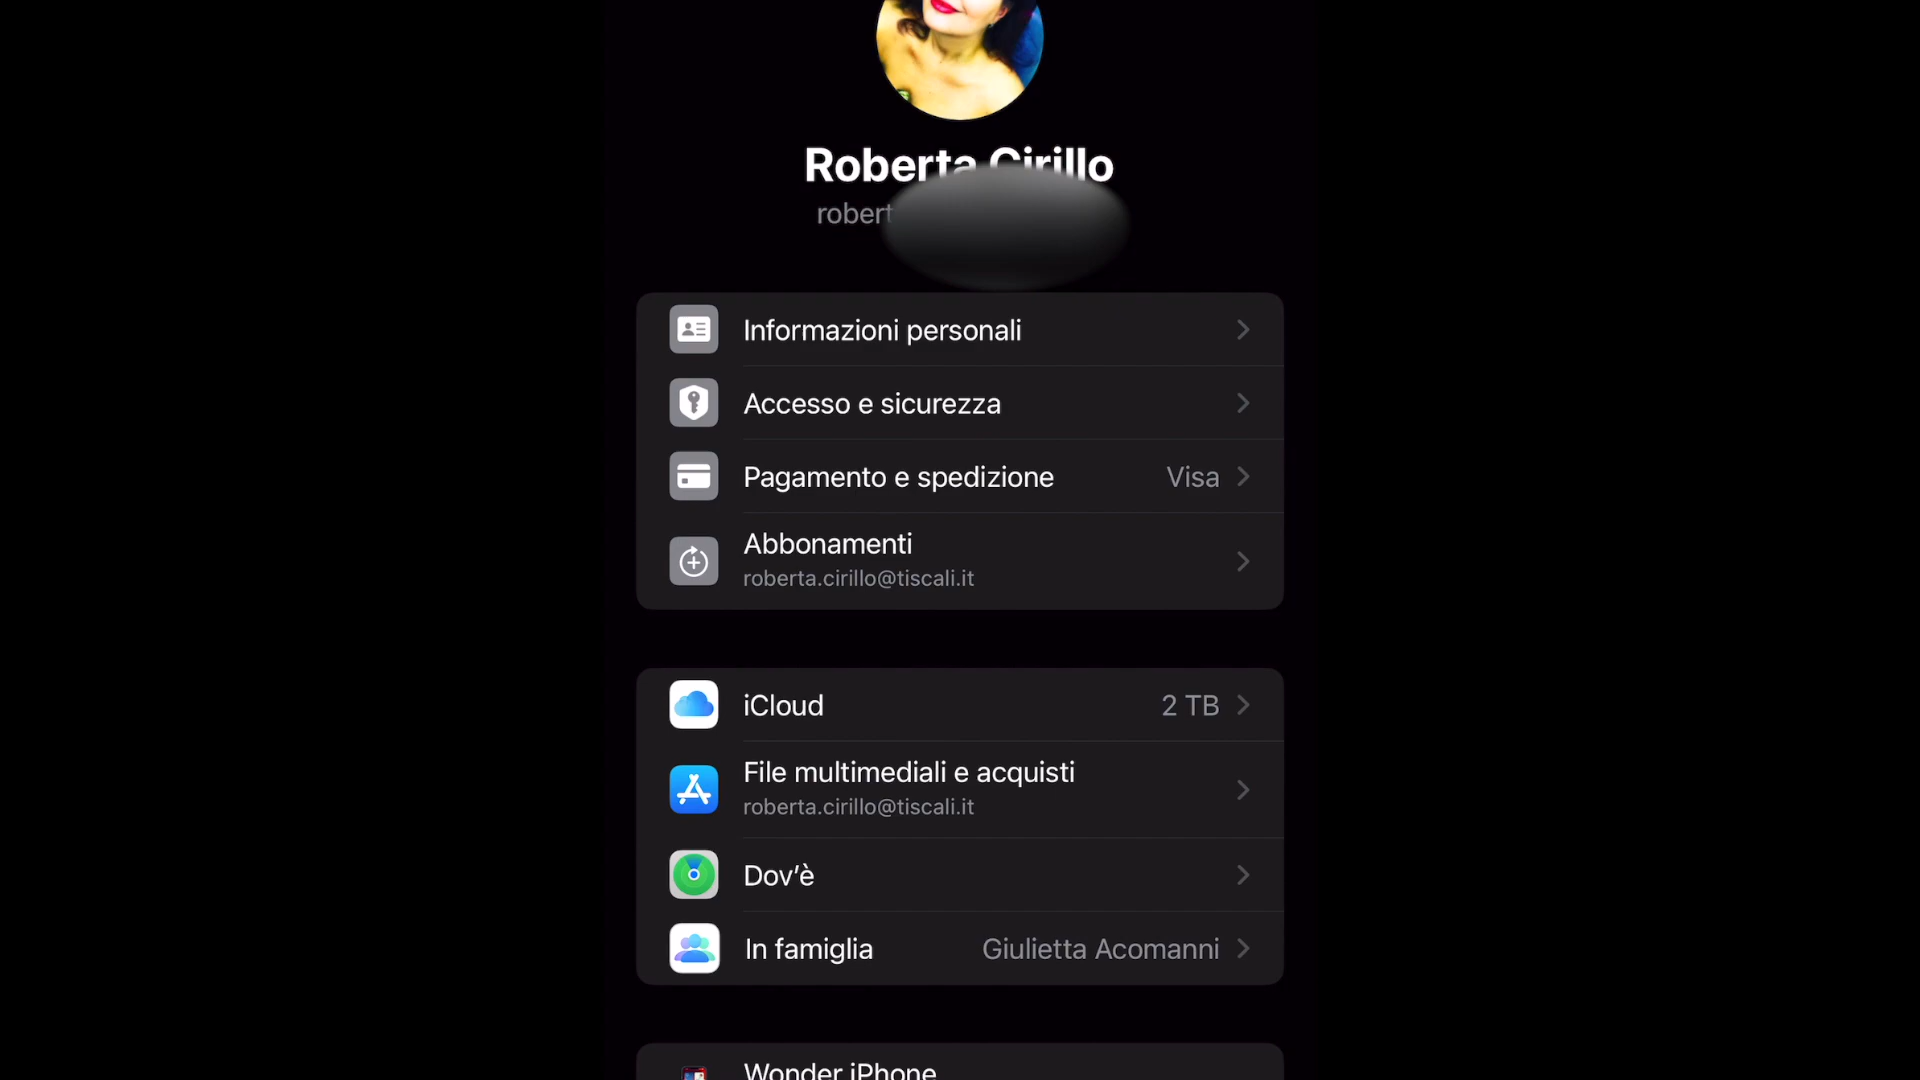 Roberta Cirillo
robert
Informazioni personali
Accesso e sicurezza
Pagamento e spedizione Visa
Abbonamenti
roberta.cirillo@tiscali.it
iCloud 2 TB
File multimediali e acquisti
roberta.cirillo@tiscali.it
Dov’è
In famiglia Giulietta Acomanni
Wonder iPhone